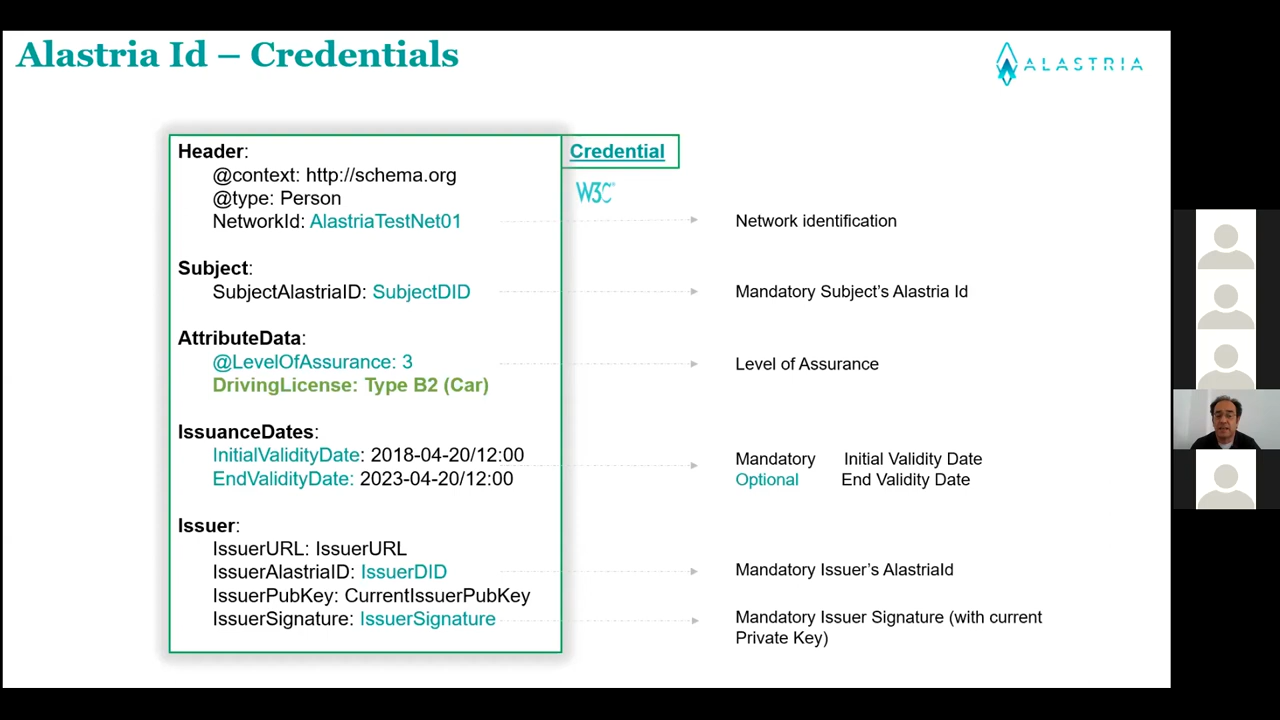 Alastria Id – Credentials
ALASTRIA
Header:
@context: http://schema.org
@type: Person
NetworkId: AlastriaTestNet01
Subject:
SubjectAlastriaID: SubjectDID
AttributeData:
@LevelOfAssurance: 3
DrivingLicense: Type B2 (Car)
IssuanceDates:
InitialValidityDate: 2018-04-20/12:00
EndValidityDate: 2023-04-20/12:00
Issuer:
IssuerURL: IssuerURL
IssuerAlastriaID: IssuerDID
IssuerPubKey: CurrentIssuerPubKey
IssuerSignature: IssuerSignature
Credential
W3C
Network identification
Mandatory Subject's Alastria Id
Level of Assurance
Mandatory Initial Validity Date
Optional End Validity Date
Mandatory Issuer's AlastriaId
Mandatory Issuer Signature (with current
Private Key)